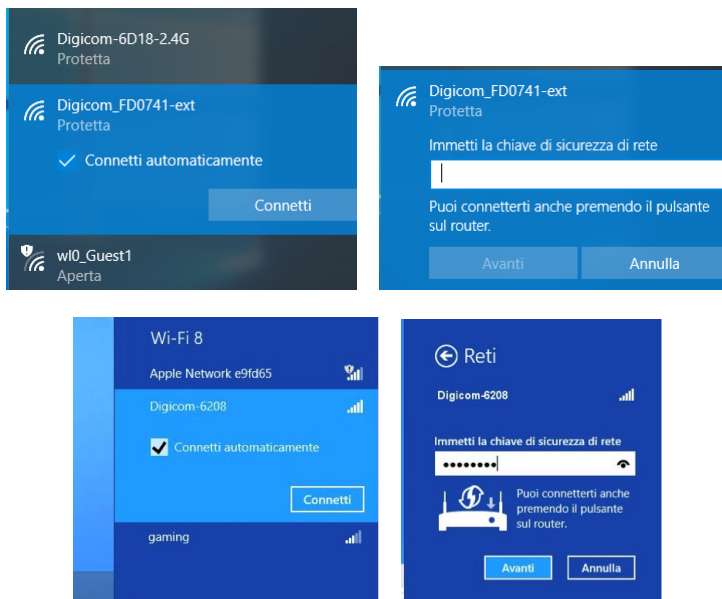 Digicom-6D18-2.4G
Protetta
Digicom_FD0741-ext
Protetta
Connetti automaticamente
Connetti
wl0_Guest1
Aperta
Digicom_FD0741-ext
Protetta
Immetti la chiave di sicurezza di rete
Puoi connetterti anche premendo il pulsante
sul router.
Avanti
Annulla
Wi-Fi 8
Apple Network e9fd65
Digicom-6208
Connetti automaticamente
Connetti
gaming
Reti
Digicom-6208
Immetti la chiave di sicurezza di rete
Puoi connetterti anche
premendo il pulsante
sul router.
Avanti
Annulla